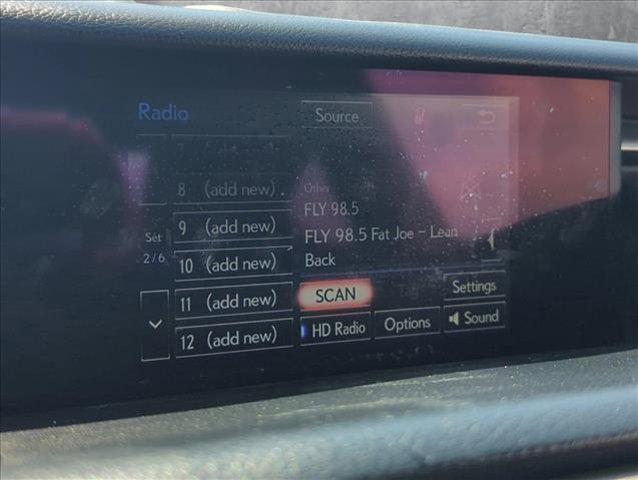 Radio
Source
7
8 (add new)
Other
FLY 98.5
9 (add new)
FLY 98.5 Fat Joe - Lean
Back
Set
2/6
10 (add new)
SCAN
Settings
11 (add new)
HD Radio
Options
Sound
12 (add new)